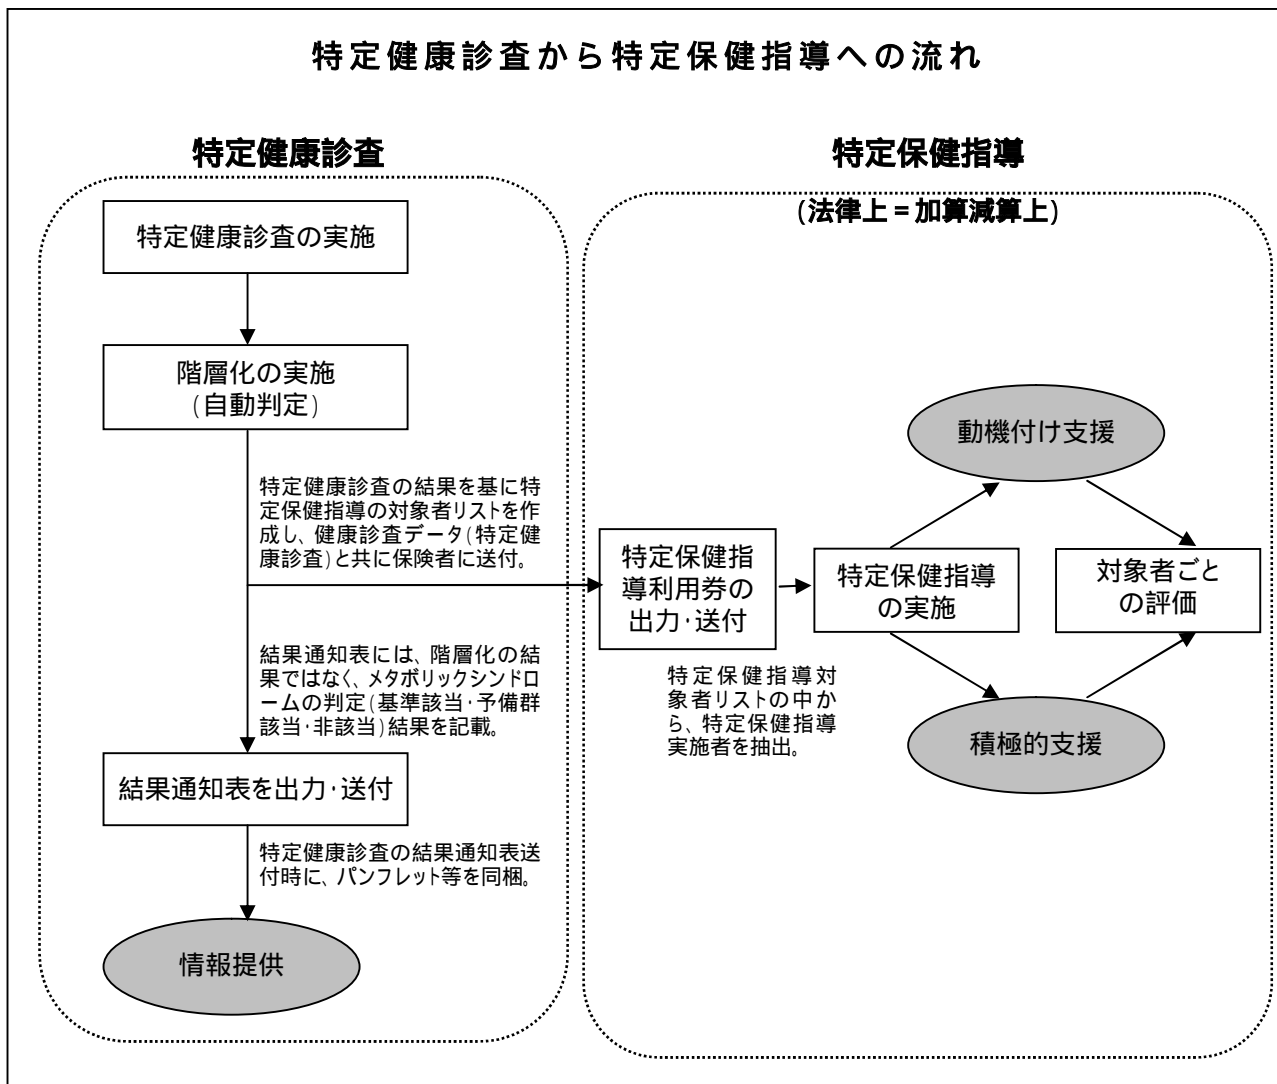 特定健康診査から特定保健指導への流れ
特定健康診査
特定健康診査の実施
階層化の実施
(自動判定)
特定健康診査の結果を基に特
定保健指導の対象者リストを作
成し、健康診査データ(特定健
康診査)と共に保険者に送付。
結果通知表には、階層化の結
果ではなく、メタボリックシンドロ
ームの判定(基準該当・予備群
該当・非該当)結果を記載。
結果通知表を出力・送付
特定健康診査の結果通知表送
付時に、パンフレット等を同梱。
情報提供
特定保健指導
(法律上=加算減算上)
特定保健指
導利用券の
出力・送付
特定保健指導対
象者リストの中か
ら、特定保健指導
実施者を抽出。
特定保健指導
の実施
動機付け支援
積極的支援
対象者ごと
の評価